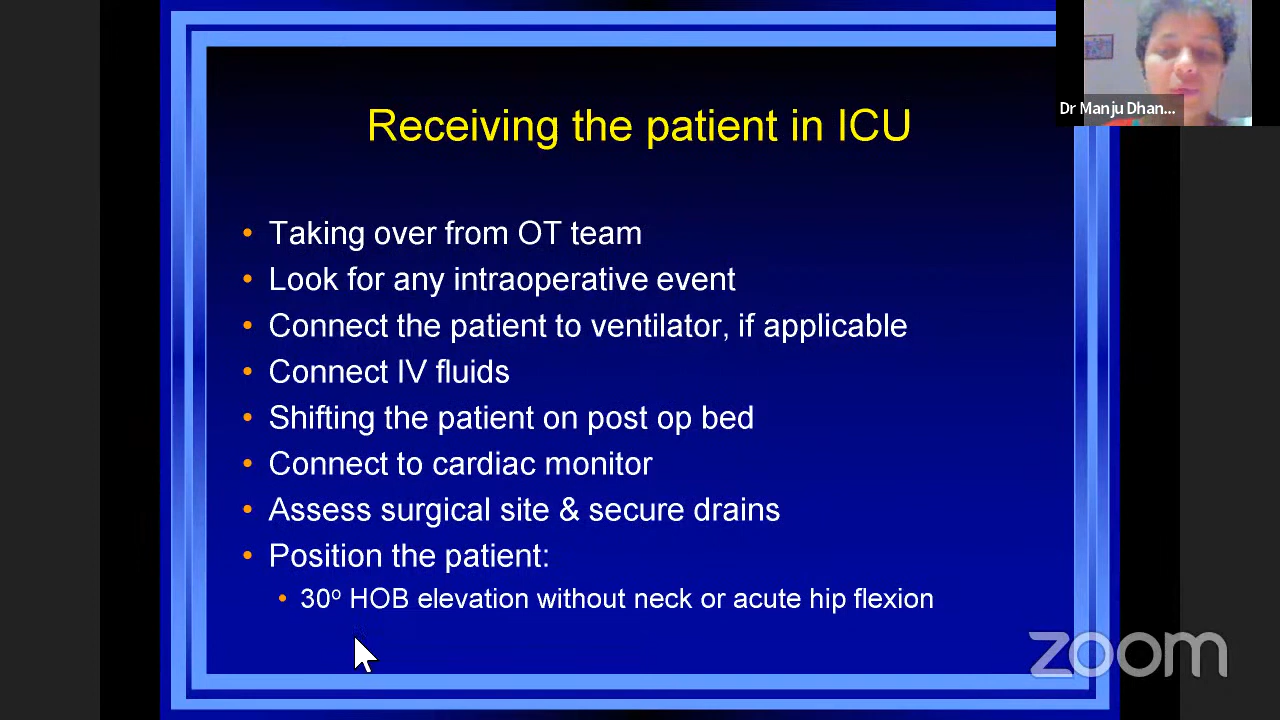 Receiving the patient in ICU
Dr Manju Dhan...
• Taking over from OT team
• Look for any intraoperative event
• Connect the patient to ventilator, if applicable
• Connect IV fluids
• Shifting the patient on post op bed
• Connect to cardiac monitor
• Assess surgical site & secure drains
• Position the patient:
• 30º HOB elevation without neck or acute hip flexion
zoom